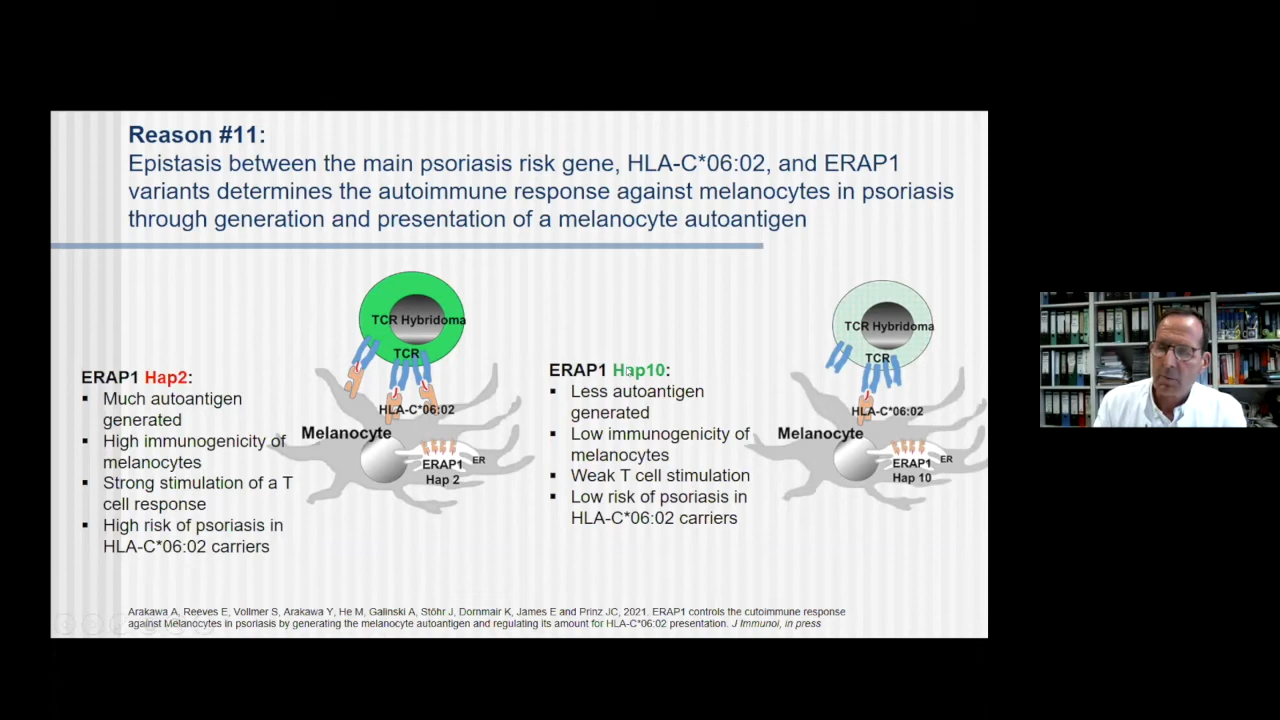 Reason #11:
Epistasis between the main psoriasis risk gene, HLA-C*06:02, and ERAP1
variants determines the autoimmune response against melanocytes in psoriasis
through generation and presentation of a melanocyte autoantigen
TCR Hybridoma
TCR
HLA-C*06:02
Melanocyte
ERAP1
Hap 2
ER
ERAP1 Hap2:
▪ Much autoantigen
generated
▪ High immunogenicity of
melanocytes
▪ Strong stimulation of a T
cell response
▪ High risk of psoriasis in
HLA-C*06:02 carriers
ERAP1 Hap10:
▪ Less autoantigen
generated
▪ Low immunogenicity of
melanocytes
▪ Weak T cell stimulation
▪ Low risk of psoriasis in
HLA-C*06:02 carriers
TCR Hybridoma
TCR
HLA-C*06:02
Melanocyte
ERAP1
Hap 10
ER
Arakawa A, Reeves E, Vollmer S, Arakawa Y, He M, Galinski A, Stöhr J, Dornmair K, James E and Prinz JC, 2021. ERAP1 controls the cutoimmune response
against Melanocytes in psoriasis by generating the melanocyte autoantigen and regulating its amount for HLA-C*06:02 presentation. J Immunol, in press